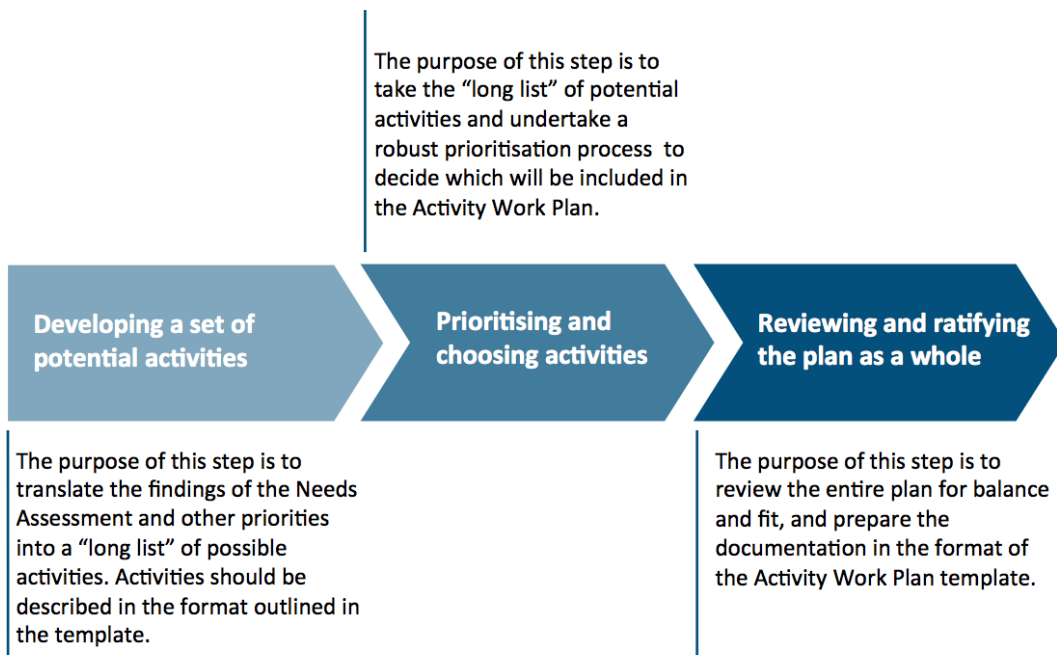 The purpose of this step is to
take the “long list” of potential
activities and undertake a
robust prioritisation process  to
decide which will be included in
the Activity Work Plan.
Developing a set of
potential activities
Prioritising and
choosing activities
Reviewing and ratifying
the plan as a whole
The purpose of this step is to
translate the findings of the Needs
Assessment and other priorities
into a “long list” of possible
activities. Activities should be
described in the format outlined in
the template.
The purpose of this step is to
review the entire plan for balance
and fit, and prepare the
documentation in the format of
the Activity Work Plan template.